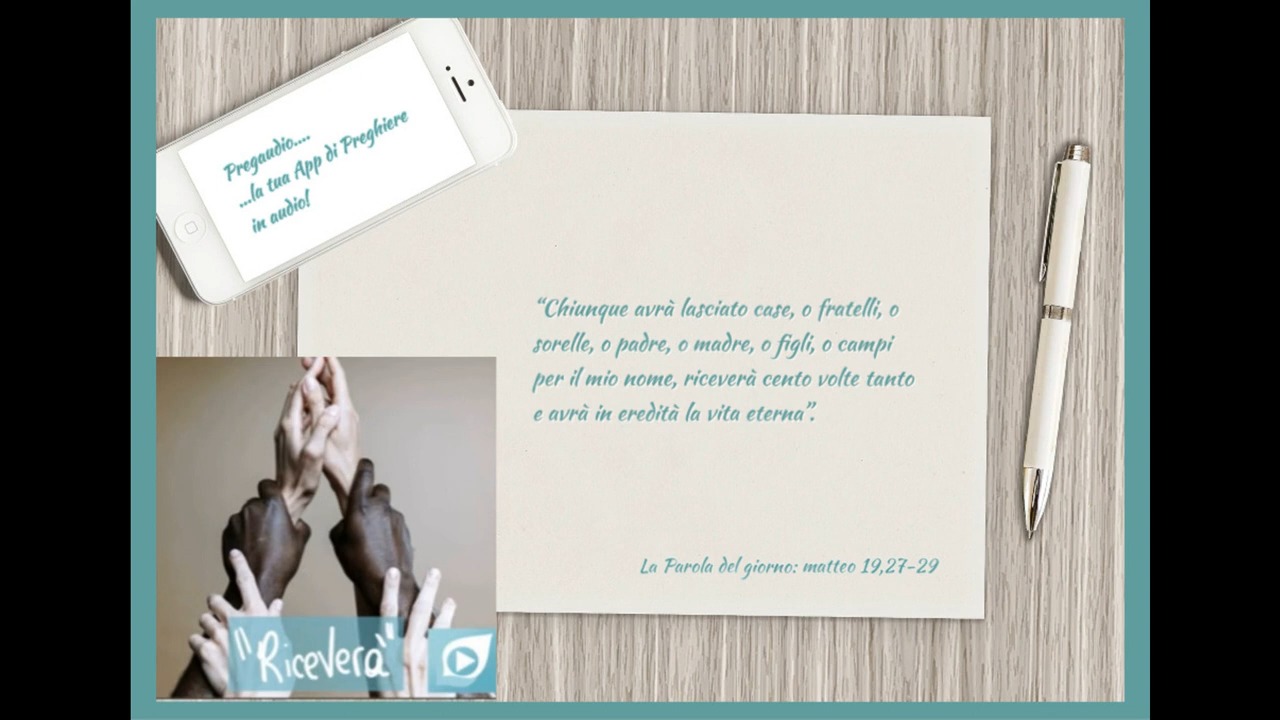 Pregaudio....
...la tua App di Preghiere
in audio!
“Chiunque avrà lasciato case, o fratelli, o
sorelle, o padre, o madre, o figli, o campi
per il mio nome, riceverà cento volte tanto
e avrà in eredità la vita eterna”.
La Parola del giorno: matteo 19,27-29
"Riceverà"